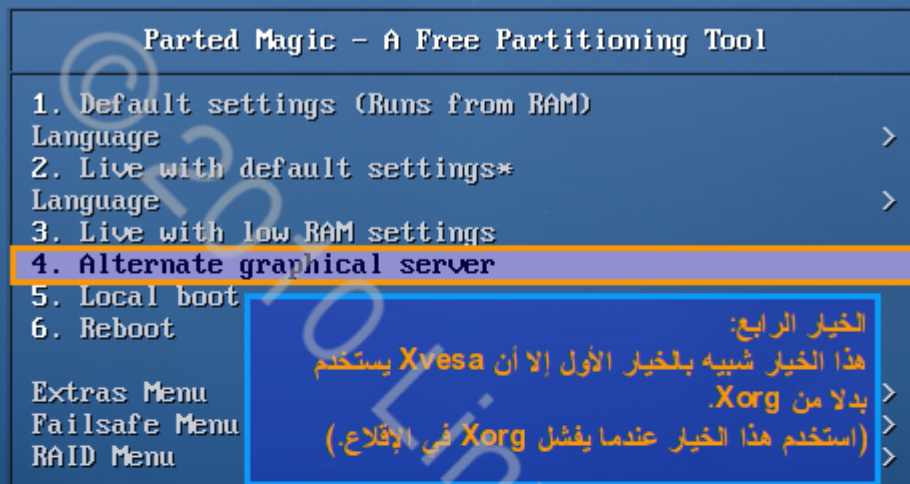 Parted Magic - A Free Partitioning Tool
1. Default settings (Runs from RAM)
Language >
2. Live with default settings*
Language >
3. Live with low RAM settings
4. Alternate graphical server
5. Local boot
6. Reboot
الخيار الرابع:
هذا الخيار شبيه بالخيار الأول إلا أن Xvesa يستخدم
بدلا من Xorg.
(استخدم هذا الخيار عندما يفشل Xorg في الإقلاع.)
Extras Menu >
Failsafe Menu >
RAID Menu >
©2010 Lin